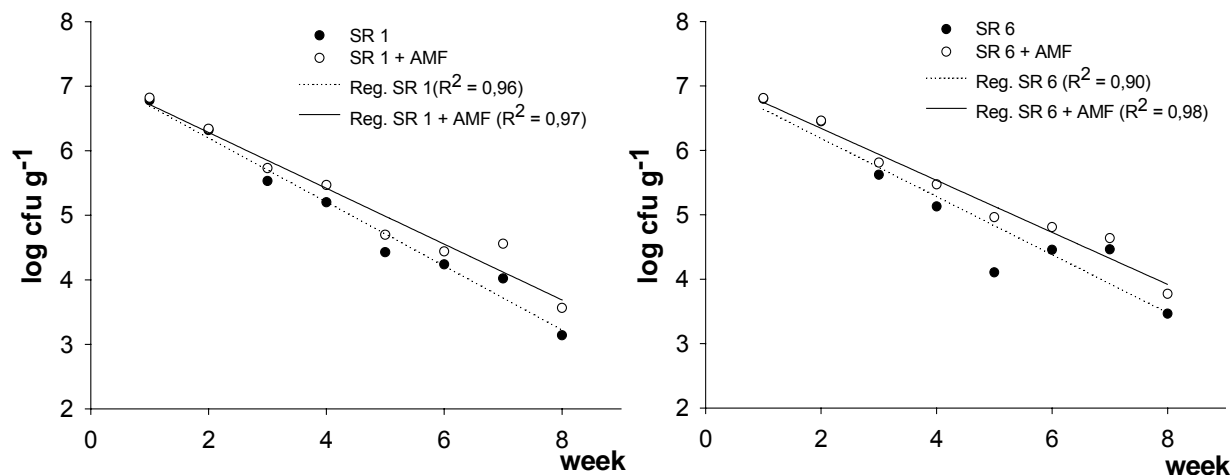 8
7
6
5
4
3
2
log cfu g-1
SR 1
SR 1 + AMF
Reg. SR 1(R2 = 0,96)
Reg. SR 1 + AMF (R2 = 0,97)
0
2
4
6
8
week
8
7
6
5
4
3
2
log cfu g-1
SR 6
SR 6 + AMF
Reg. SR 6 (R2 = 0,90)
Reg. SR 6 + AMF (R2 = 0,98)
0
2
4
6
8
week